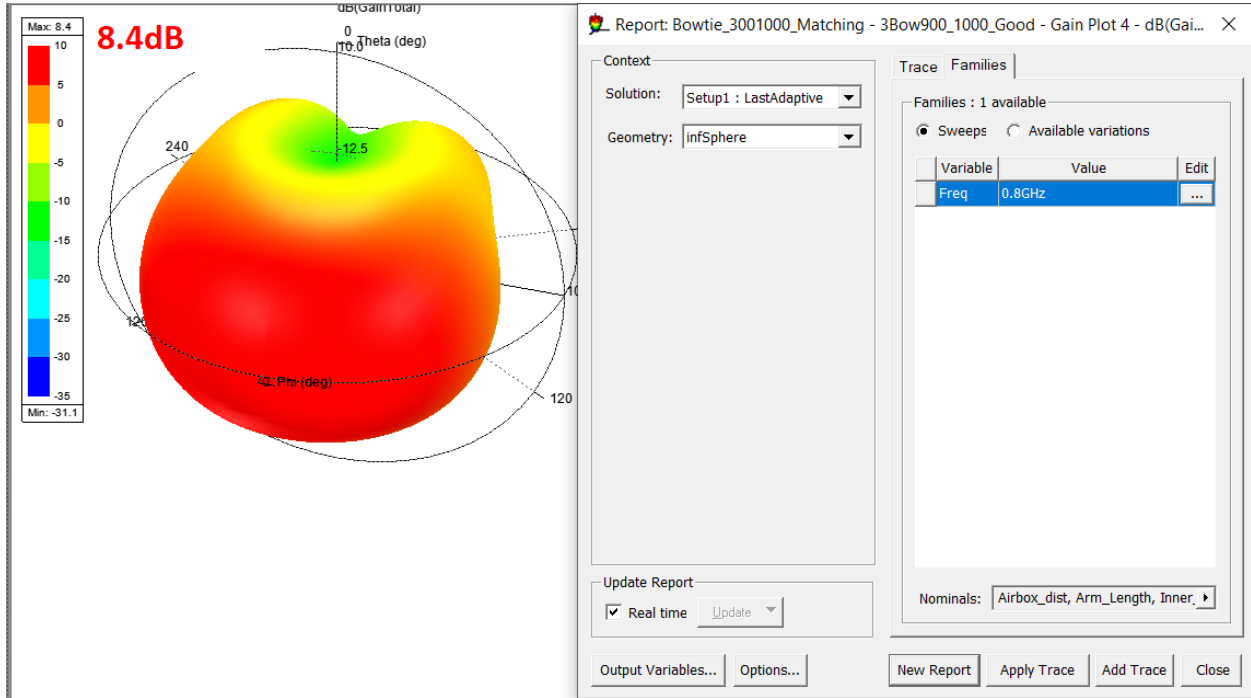 dB(GainTotal)
Max: 8.4
8.4dB
10
5
0
-5
-10
-15
-20
-25
-30
-35
Min: -31.1
0
Theta (deg)
10.0
-12.5
240
120
Phi (deg)
10
120
Report: Bowtie_3001000_Matching - 3Bow900_1000_Good - Gain Plot 4 - dB(Gai...
Context
Solution:
Setup1 : LastAdaptive
Geometry:
infSphere
Update Report
Real time
Update
Output Variables...
Options...
Trace
Families
Families : 1 available
Sweeps
Available variations
Variable
Value
Edit
Freq
0.8GHz
...
Nominals:
Airbox_dist, Arm_Length, Inner_
New Report
Apply Trace
Add Trace
Close